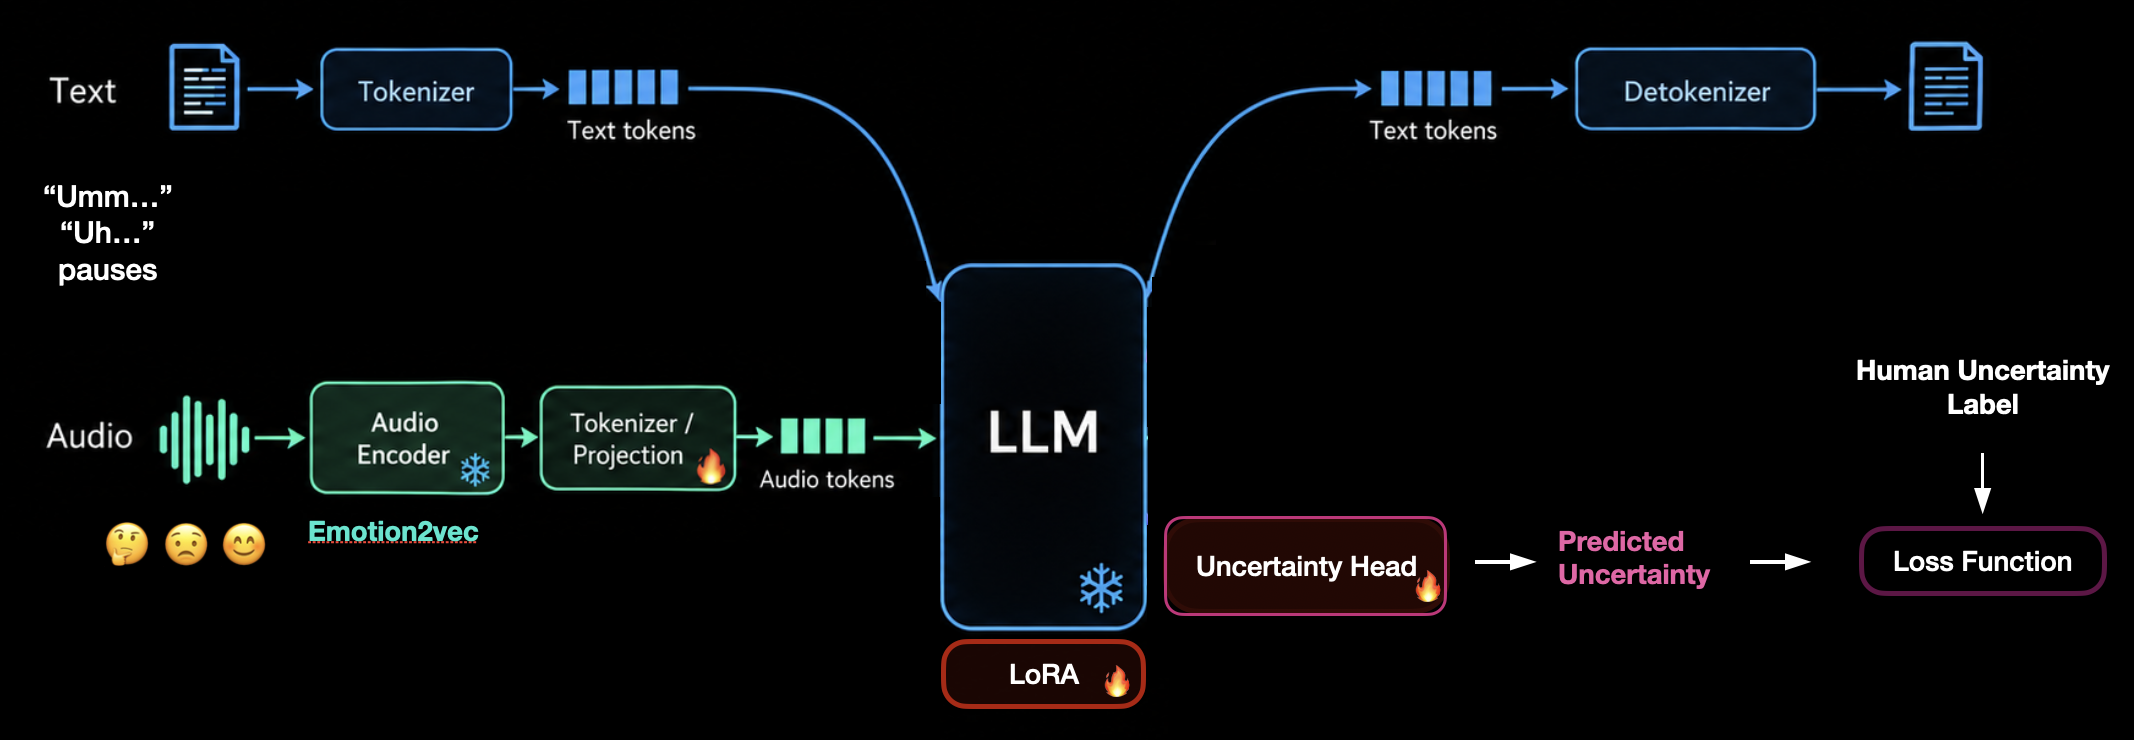 Text
Tokenizer
Text tokens
Text tokens
Detokenizer
“Umm...”
“Uh...”
pauses
Audio
Audio
Encoder
Tokenizer /
Projection
Audio tokens
Emotion2vec
LLM
LoRA
Uncertainty Head
Predicted
Uncertainty
Human Uncertainty
Label
Loss Function